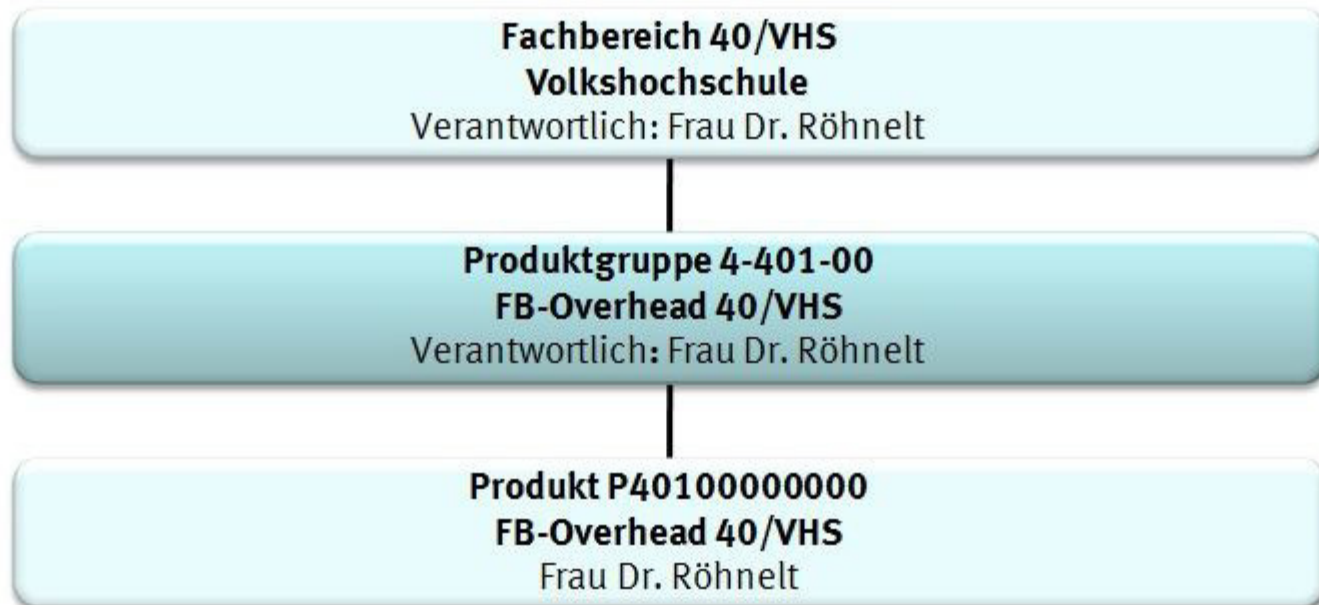 Fachbereich 40/VHS
Volkshochschule
Verantwortlich: Frau Dr. Röhnelt
Produktgruppe 4-401-00
FB-Overhead 40/VHS
Verantwortlich: Frau Dr. Röhnelt
Produkt P40100000000
FB-Overhead 40/VHS
Frau Dr. Röhnelt